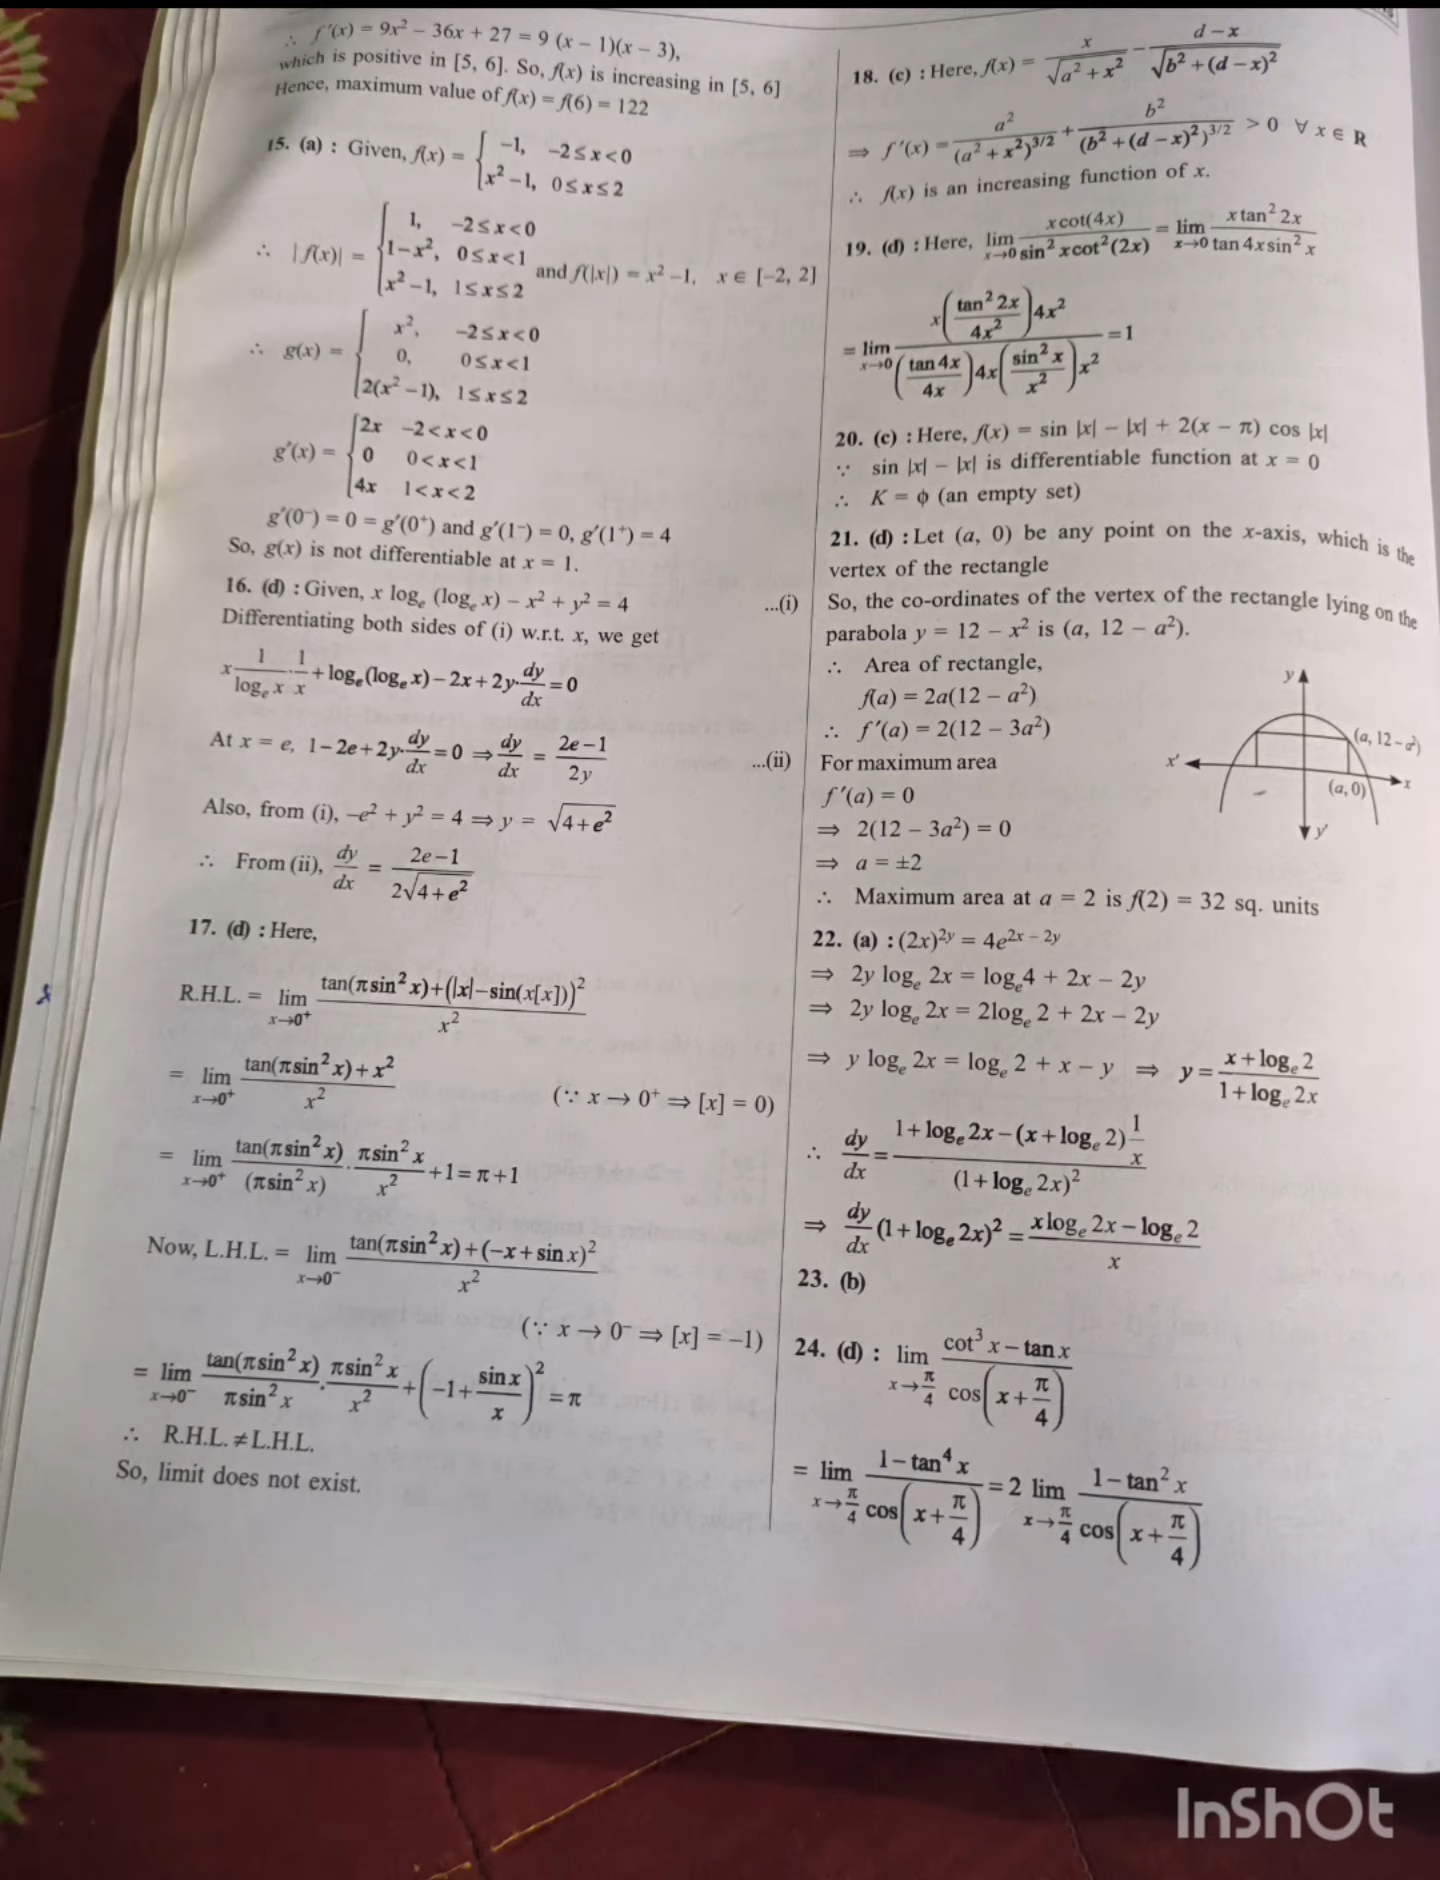 ∴ f′(x) = 9x² − 36x + 27 = 9 (x − 1)(x − 3),
which is positive in [5, 6]. So, f(x) is increasing in [5, 6]
Hence, maximum value of f(x) = f(6) = 122
15. (a) : Given, f(x) = { −1, −2 ≤ x < 0
x² − 1, 0 ≤ x ≤ 2
∴ |f(x)| = { 1, −2 ≤ x < 0
1 − x², 0 ≤ x < 1
x² − 1, 1 ≤ x ≤ 2 and f(|x|) = x² − 1, x ∈ [−2, 2]
∴ g(x) = { x², −2 ≤ x < 0
0, 0 ≤ x < 1
2(x² − 1), 1 ≤ x ≤ 2
g′(x) = { 2x −2 < x < 0
0 0 < x < 1
4x 1 < x < 2
g′(0⁻) = 0 = g′(0⁺) and g′(1⁻) = 0, g′(1⁺) = 4
So, g(x) is not differentiable at x = 1.
16. (d) : Given, x logₑ (logₑ x) − x² + y² = 4 ...(i)
Differentiating both sides of (i) w.r.t. x, we get
x · 1/(logₑ x) · 1/x + logₑ(logₑ x) − 2x + 2y · dy/dx = 0
At x = e, 1 − 2e + 2y · dy/dx = 0 ⇒ dy/dx = (2e − 1)/(2y) ...(ii)
Also, from (i), −e² + y² = 4 ⇒ y = √(4 + e²)
∴ From (ii), dy/dx = (2e − 1)/(2√(4 + e²))
17. (d) : Here,
R.H.L. = lim x→0⁺ (tan(π sin² x) + (|x| − sin(x[x]))²)/x²
= lim x→0⁺ (tan(π sin² x) + x²)/x² (∵ x → 0⁺ ⇒ [x] = 0)
= lim x→0⁺ tan(π sin² x)/(π sin² x) · π sin² x/x² + 1 = π + 1
Now, L.H.L. = lim x→0⁻ (tan(π sin² x) + (−x + sin x)²)/x²
(∵ x → 0⁻ ⇒ [x] = −1)
= lim x→0⁻ tan(π sin² x)/(π sin² x) · π sin² x/x² + (−1 + sin x/x)² = π
∴ R.H.L. ≠ L.H.L.
So, limit does not exist.
18. (c) : Here, f(x) = x/√(a² + x²) − (d − x)/√(b² + (d − x)²)
⇒ f′(x) = a²/(a² + x²)^(3/2) + b²/(b² + (d − x)²)^(3/2) > 0 ∀ x ∈ R
∴ f(x) is an increasing function of x.
19. (d) : Here, lim x→0 x cot(4x)/(sin² x cot² (2x)) = lim x→0 x tan² 2x/(tan 4x sin² x)
= lim x→0 x(tan² 2x/4x²)4x²/((tan 4x/4x)4x(sin² x/x²)x²) = 1
20. (c) : Here, f(x) = sin |x| − |x| + 2(x − π) cos |x|
∵ sin |x| − |x| is differentiable function at x = 0
∴ K = ϕ (an empty set)
21. (d) : Let (a, 0) be any point on the x-axis, which is the
vertex of the rectangle
So, the co-ordinates of the vertex of the rectangle lying on the
parabola y = 12 − x² is (a, 12 − a²).
∴ Area of rectangle,
f(a) = 2a(12 − a²)
∴ f′(a) = 2(12 − 3a²)
For maximum area
f′(a) = 0
⇒ 2(12 − 3a²) = 0
⇒ a = ±2
∴ Maximum area at a = 2 is f(2) = 32 sq. units
y
(a, 12 − a²)
x′
(a, 0)
x
y′
22. (a) : (2x)^(2y) = 4e^(2x − 2y)
⇒ 2y logₑ 2x = logₑ4 + 2x − 2y
⇒ 2y logₑ 2x = 2logₑ 2 + 2x − 2y
⇒ y logₑ 2x = logₑ 2 + x − y ⇒ y = (x + logₑ 2)/(1 + logₑ 2x)
∴ dy/dx = (1 + logₑ 2x − (x + logₑ 2) 1/x)/(1 + logₑ 2x)²
⇒ dy/dx (1 + logₑ 2x)² = (x logₑ 2x − logₑ 2)/x
23. (b)
24. (d) : lim x→π/4 (cot³ x − tan x)/cos(x + π/4)
= lim x→π/4 (1 − tan⁴ x)/cos(x + π/4) = 2 lim x→π/4 (1 − tan² x)/cos(x + π/4)
InShOt